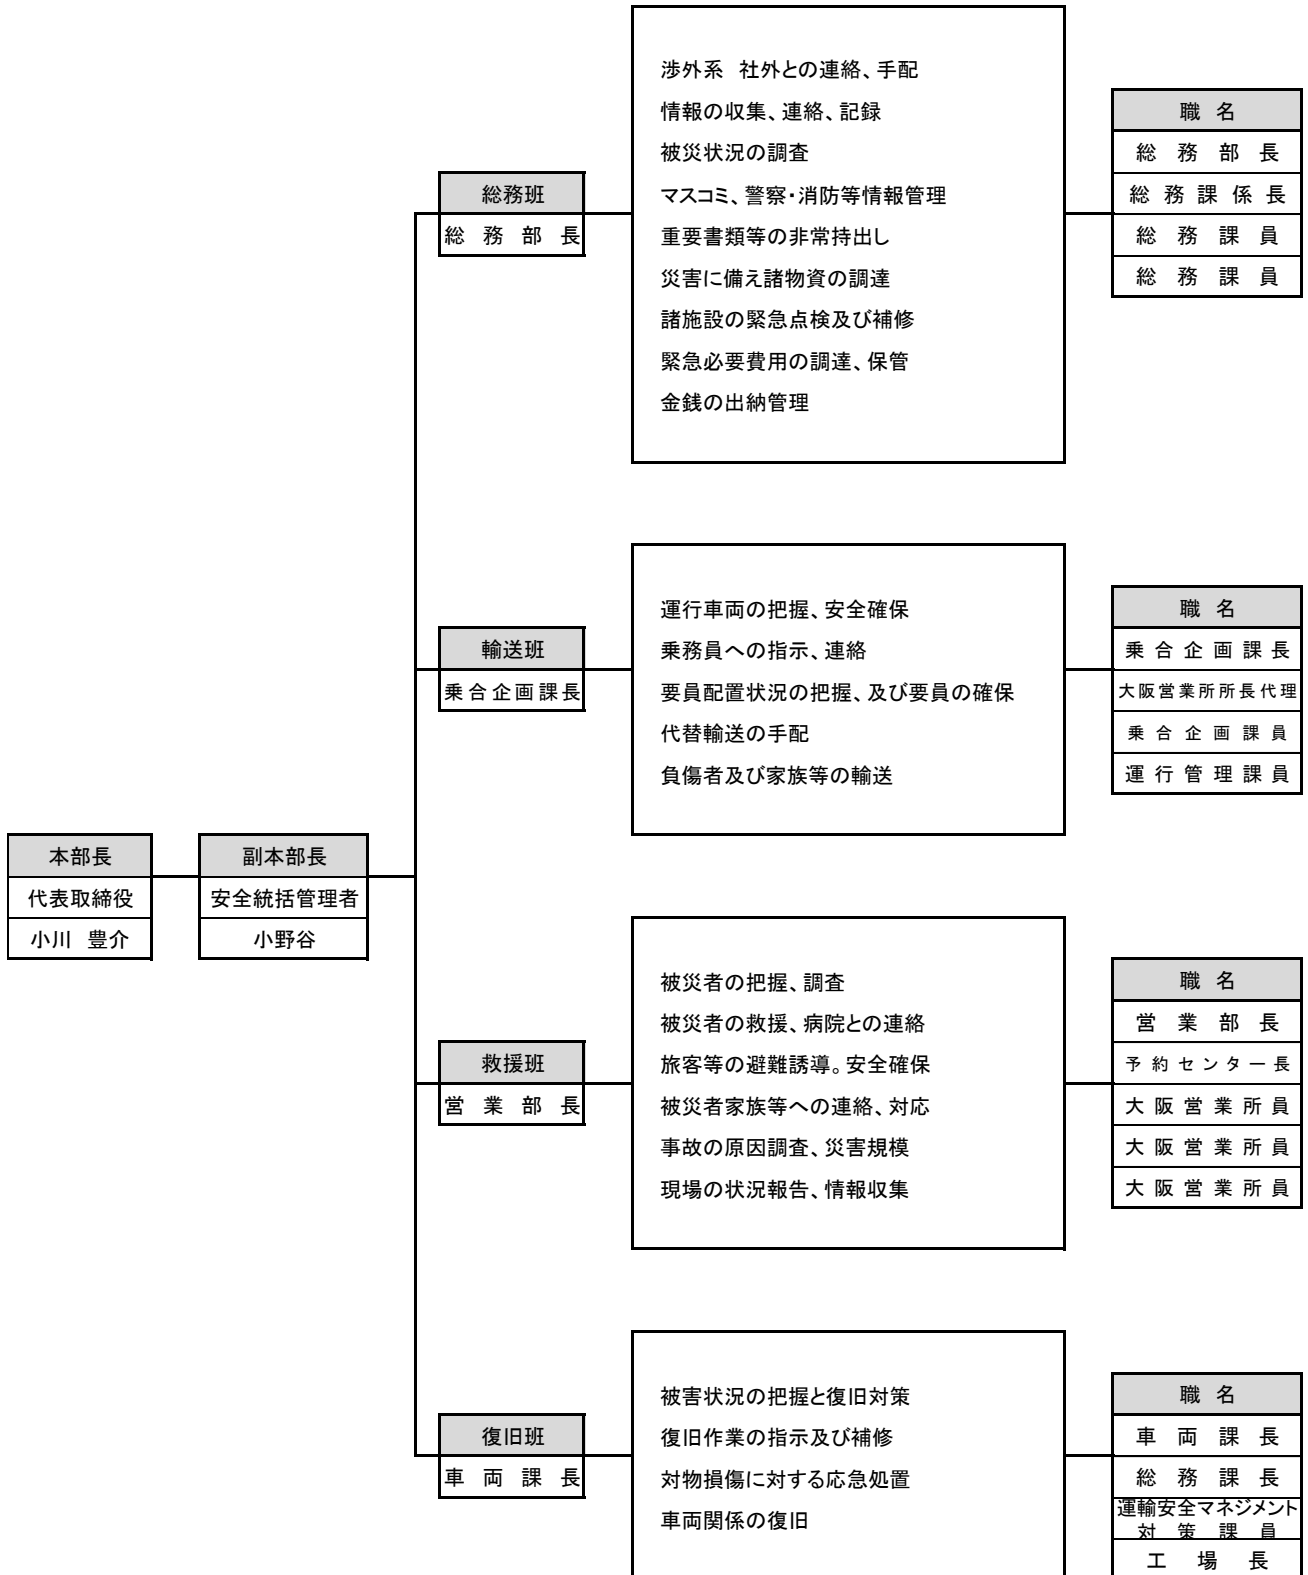 本部長
代表取締役
小川 豊介
副本部長
安全統括管理者
小野谷
総務班
総務部長
渉外系 社外との連絡、手配
情報の収集、連絡、記録
被災状況の調査
マスコミ、警察・消防等情報管理
重要書類等の非常持出し
災害に備え諸物資の調達
諸施設の緊急点検及び補修
緊急必要費用の調達、保管
金銭の出納管理
職名
総務部長
総務課係長
総務課員
総務課員
輸送班
乗合企画課長
運行車両の把握、安全確保
乗務員への指示、連絡
要員配置状況の把握、及び要員の確保
代替輸送の手配
負傷者及び家族等の輸送
職名
乗合企画課長
大阪営業所所長代理
乗合企画課員
運行管理課員
救援班
営業部長
被災者の把握、調査
被災者の救援、病院との連絡
旅客等の避難誘導。安全確保
被災者家族等への連絡、対応
事故の原因調査、災害規模
現場の状況報告、情報収集
職名
営業部長
予約センター長
大阪営業所員
大阪営業所員
大阪営業所員
復旧班
車両課長
被害状況の把握と復旧対策
復旧作業の指示及び補修
対物損傷に対する応急処置
車両関係の復旧
職名
車両課長
総務課長
運輸安全マネジメント
対策課員
工場長